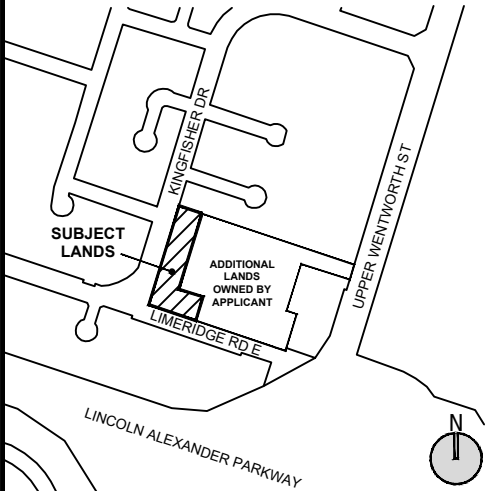 KINGFISHER DR
UPPER WENTWORTH ST
SUBJECT
LANDS
ADDITIONAL
LANDS
OWNED BY
APPLICANT
LIMERIDGE RD E
LINCOLN ALEXANDER PARKWAY
N